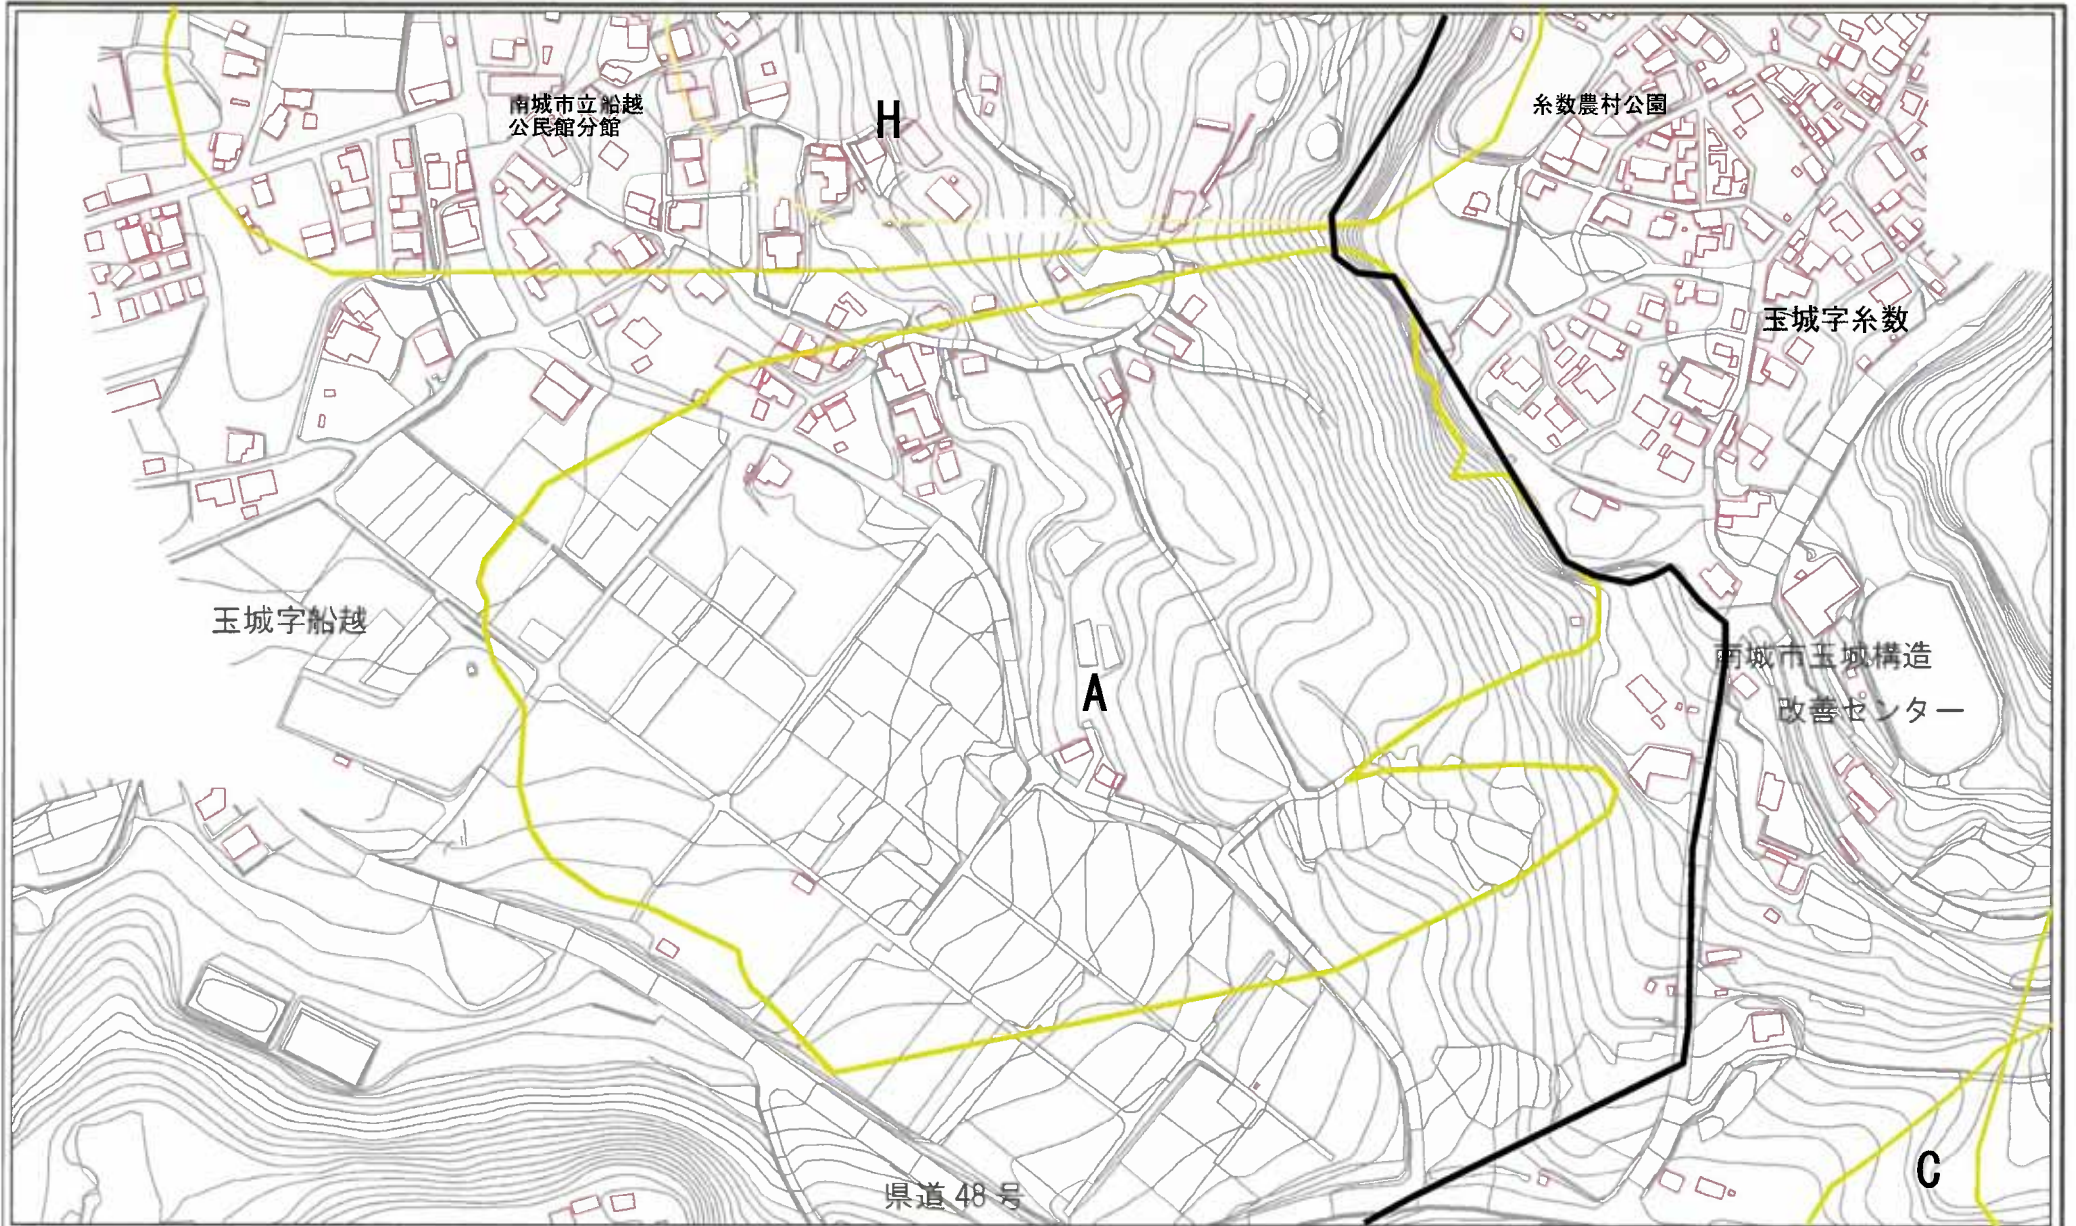 南城市立船越
公民館分館
H
糸数農村公園
玉城字糸数
玉城字船越
南城市玉城構造
改善センター
A
C
県道48号